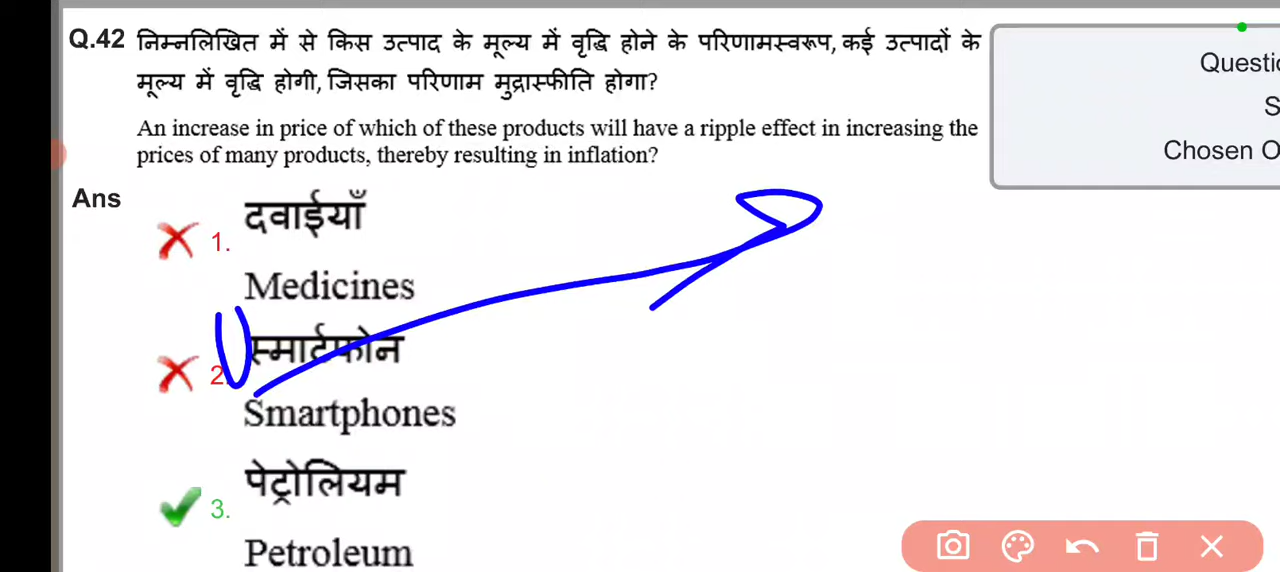 Q.42 निम्नलिखित में से किस उत्पाद के मूल्य में वृद्धि होने के परिणामस्वरूप, कई उत्पादों के
मूल्य में वृद्धि होगी, जिसका परिणाम मुद्रास्फीति होगा?
An increase in price of which of these products will have a ripple effect in increasing the
prices of many products, thereby resulting in inflation?
Questi
S
Chosen O
Ans
1. दवाईयाँ
Medicines
2. स्मार्टफोन
Smartphones
3. पेट्रोलियम
Petroleum